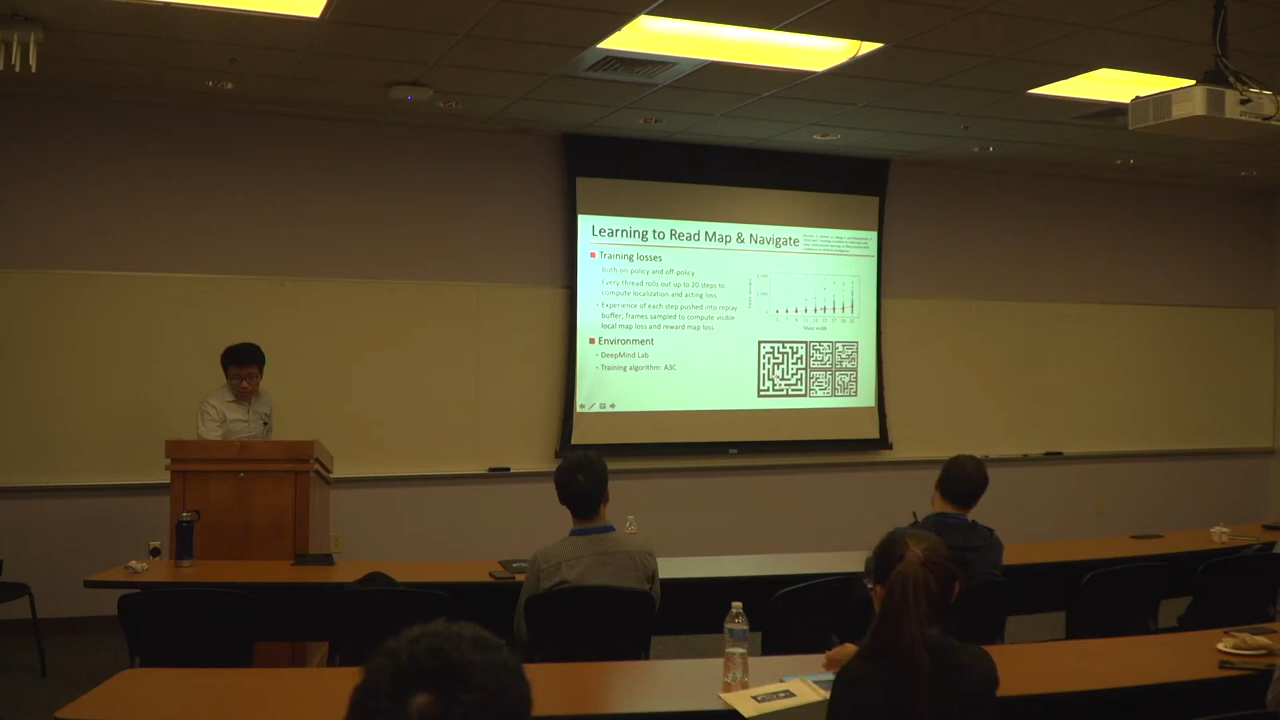 Learning to Read Map & Navigate
Training losses
Both on-policy and off-policy
Every thread rolls out up to 20 steps to
compute localization and acting loss
Experience of each step pushed into replay
buffer, frames sampled to compute visible
local map loss and reward map loss
Environment
DeepMind Lab
Training algorithm: A3C
Maze width